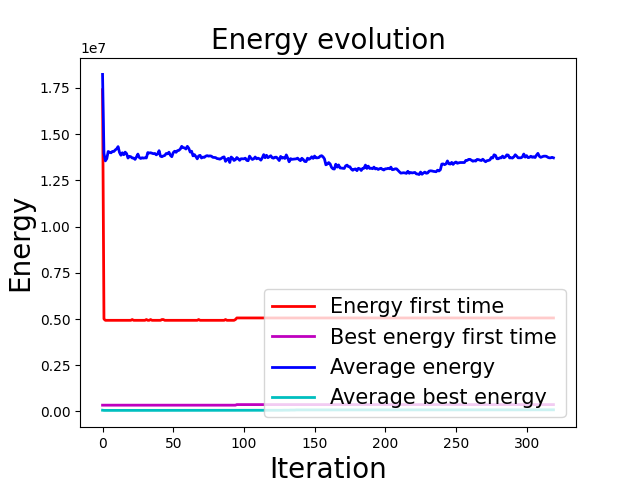 Energy evolution
1e7
1.75
1.50
1.25
1.00
0.75
0.50
0.25
0.00
Energy
Energy first time
Best energy first time
Average energy
Average best energy
0 50 100 150 200 250 300
Iteration